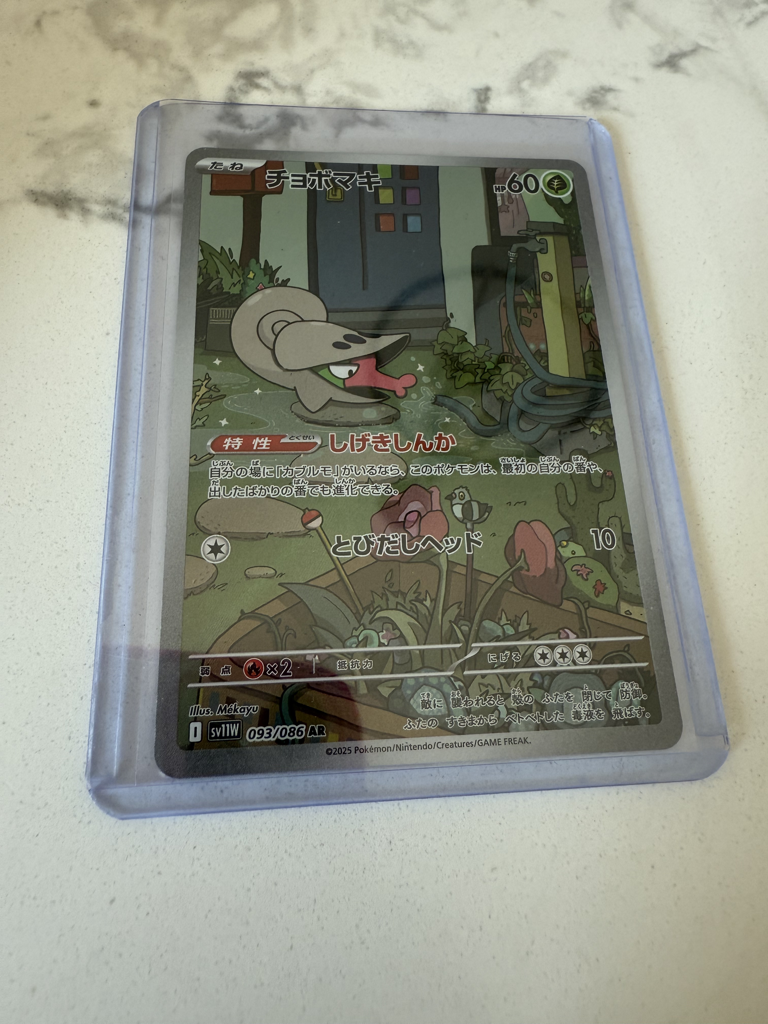 たね チョボマキ HP60
特性 とくせい しげきしんか
自分の場に「カブルモ」がいるなら、このポケモンは、最初の自分の番や、
出したばかりの番でも進化できる。
とびだしヘッド 10
弱点 ×2 抵抗力 にげる
敵に襲われると 殻の ふたを 閉じて 防御。
ふたの すきまから ベトベトした 毒液を 飛ばす。
Illus. Mékayu
I sv11W 093/086 AR
©2025 Pokémon/Nintendo/Creatures/GAME FREAK.